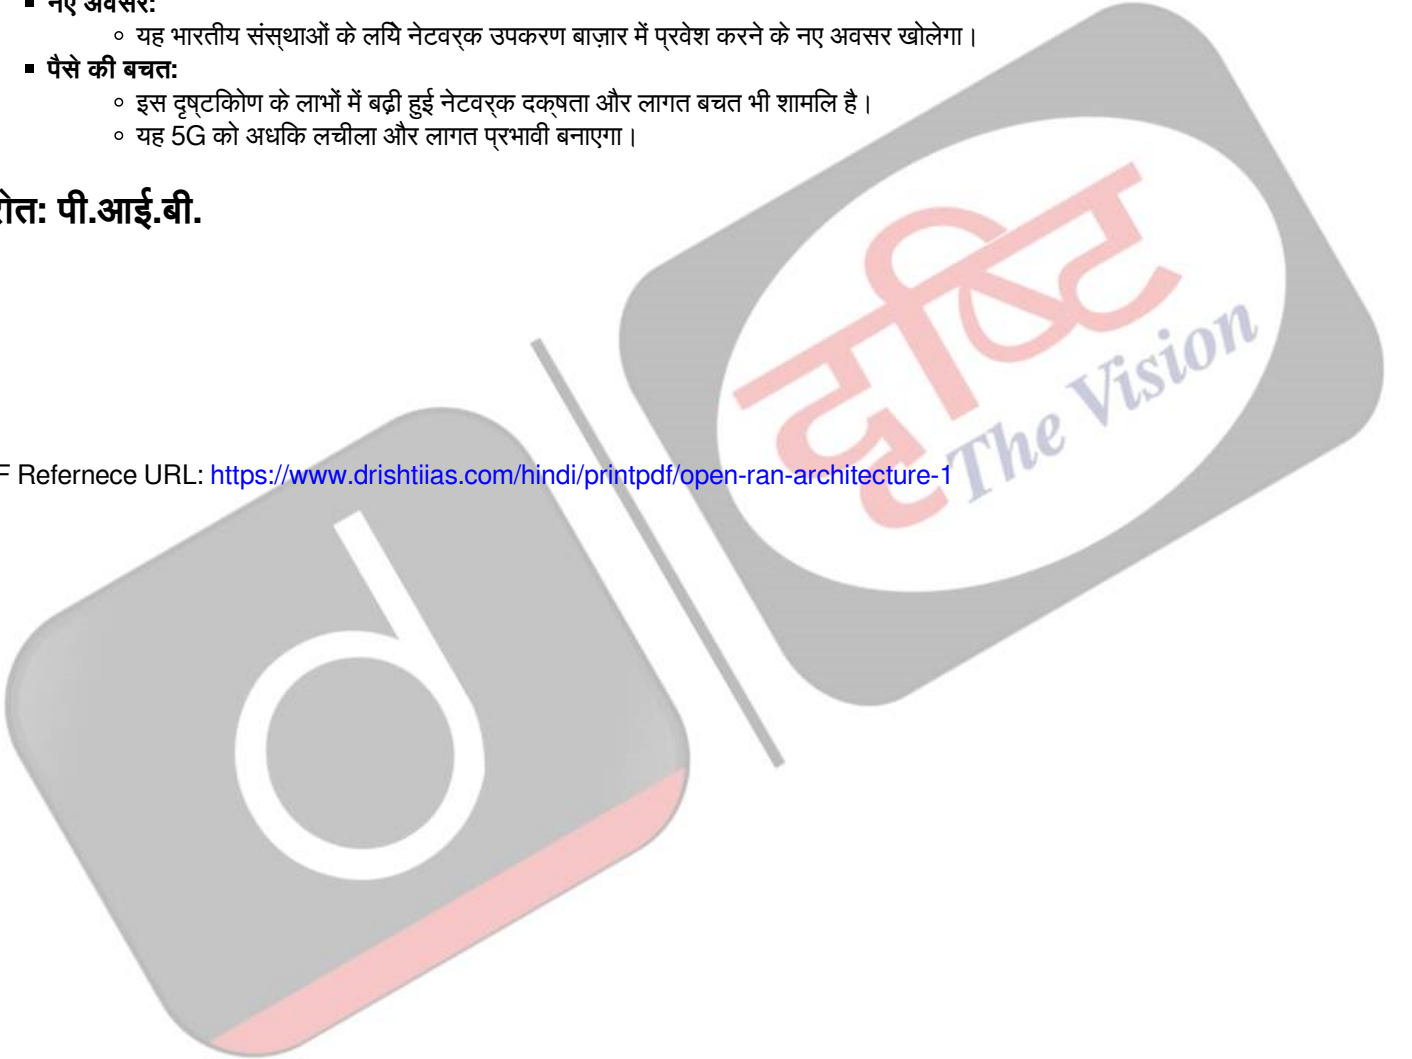 नए अवसर:
यह भारतीय संस्थाओं के लिये नेटवर्क उपकरण बाज़ार में प्रवेश करने के नए अवसर खोलेगा।
पैसे की बचत:
इस दृष्टिकोण के लाभों में बढ़ी हुई नेटवर्क दक्षता और लागत बचत भी शामिल है।
यह 5G को अधिक लचीला और लागत प्रभावी बनाएगा।
रोत: पी.आई.बी.
दृष्टि
The Vision
F Refernece URL: https://www.drishtiias.com/hindi/printpdf/open-ran-architecture-1
d